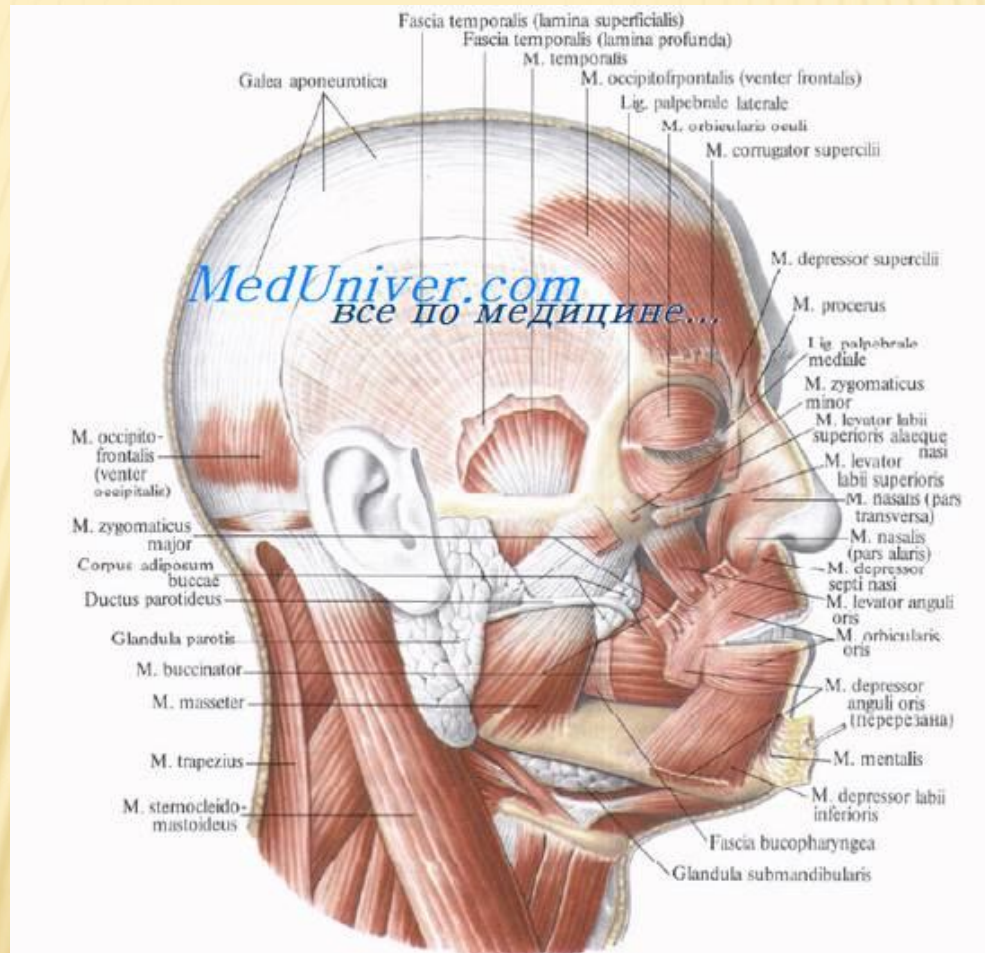 Fascia temporalis (lamina superficialis)
Fascia temporalis (lamina profunda)
M. temporalis
Galea aponeurotica
M. occipitofrpontalis (venter frontalis)
Lig. palpebrale laterale
M. orbicularis oculi
M. corrugator supercilii
M. depressor supercilii
MedUniver.com
все по медицине...
M. procerus
Lig. palpebrale
mediale
M. zygomaticus
minor
M. levator labii
superioris alaeque
nasi
M. levator
labii superioris
M. nasalis (pars
transversa)
M. nasalis
(pars alaris)
M. depressor
septi nasi
M. levator anguli
oris
M. orbicularis
oris
M. depressor
anguli oris
(перерезана)
M. mentalis
M. depressor labii
inferioris
Fascia bucopharyngea
Glandula submandibularis
M. occipito-
frontalis
(venter
occipitalis)
M. zygomaticus
major
Corpus adiposum
buccae
Ductus parotideus
Glandula parotis
M. buccinator
M. masseter
M. trapezius
M. sternocleido-
mastoideus